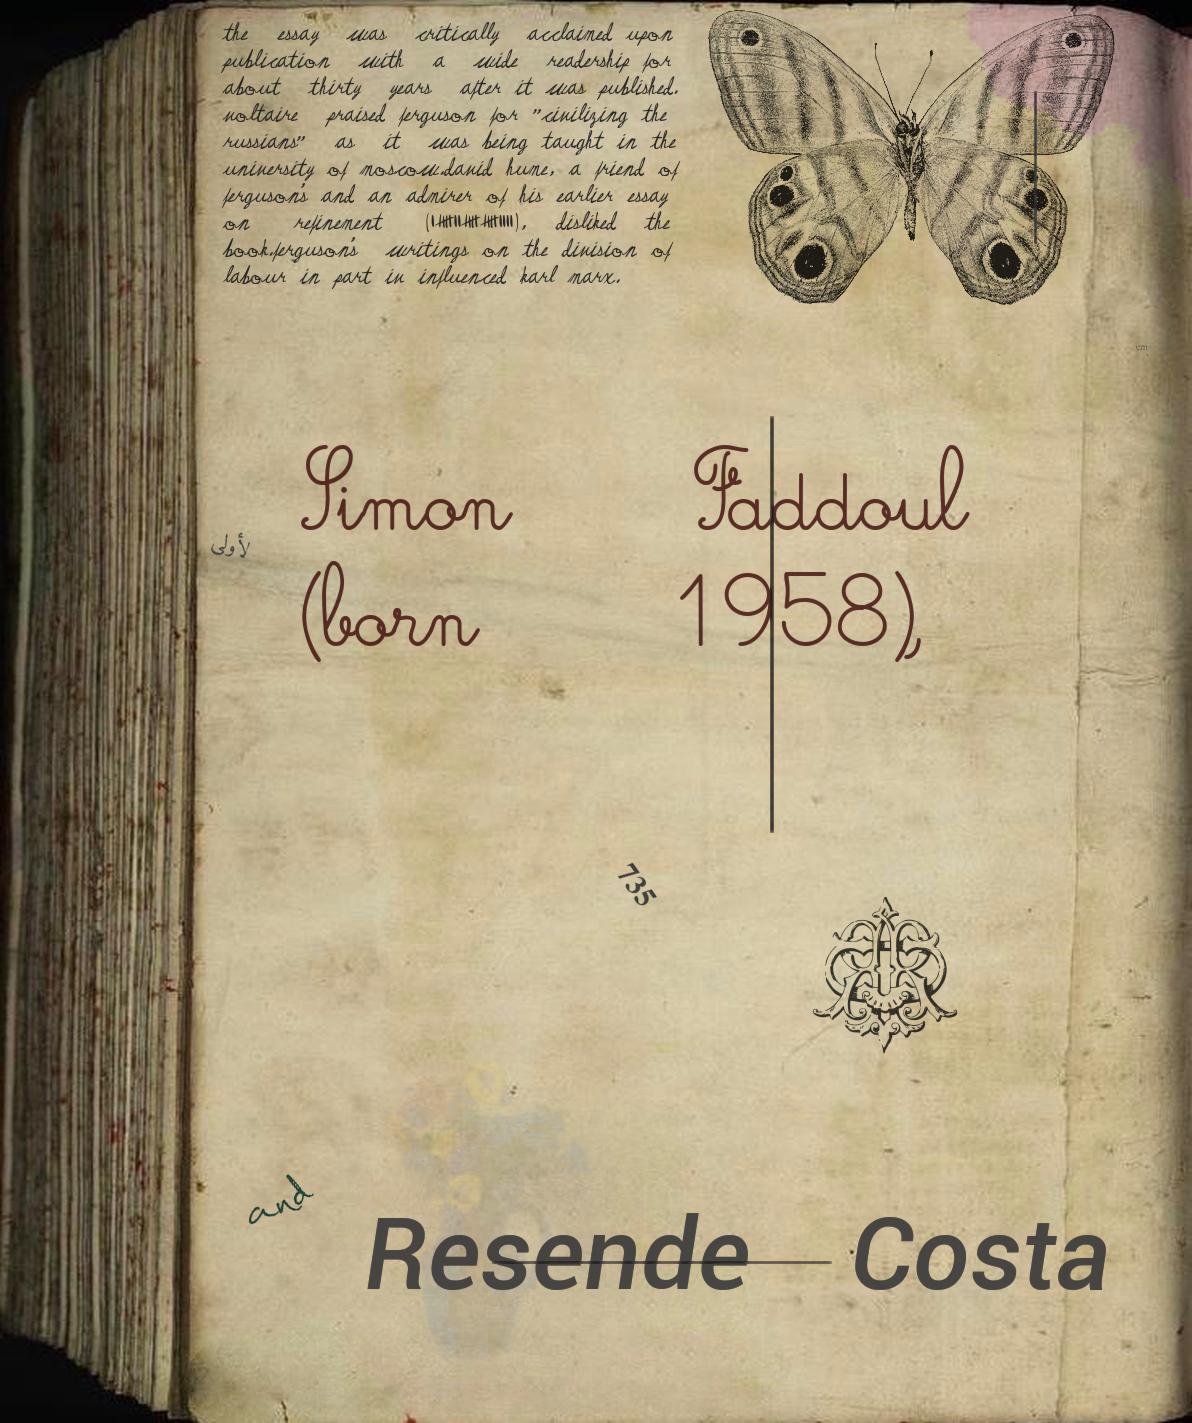 the essay was critically acclaimed upon
publication with a wide readership for
about thirty years after it was published.
voltaire praised ferguson for "civilizing the
russians" as it was being taught in the
university of moscow.david hume, a friend of
ferguson's and an admirer of his earlier essay
on refinement ( ), disliked the
book.ferguson's writings on the division of
labour in part in influenced karl marx.
Simon Faddoul
لأولى
(born 1958),
735
and
Resende Costa